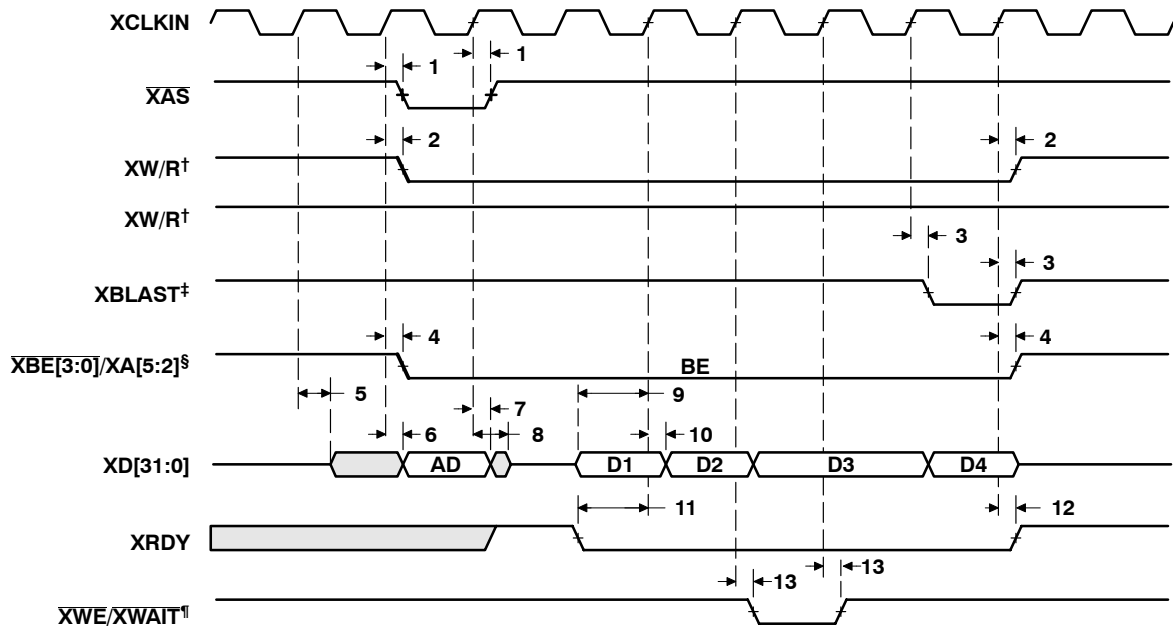 XCLKIN
1
1
XAS
2
2
XW/R†
XW/R†
3
3
XBLAST‡
4
4
XBE[3:0]/XA[5:2]§
BE
5
7
9
6
8
10
XD[31:0]
AD
D1
D2
D3
D4
11
12
XRDY
13
13
XWE/XWAIT¶